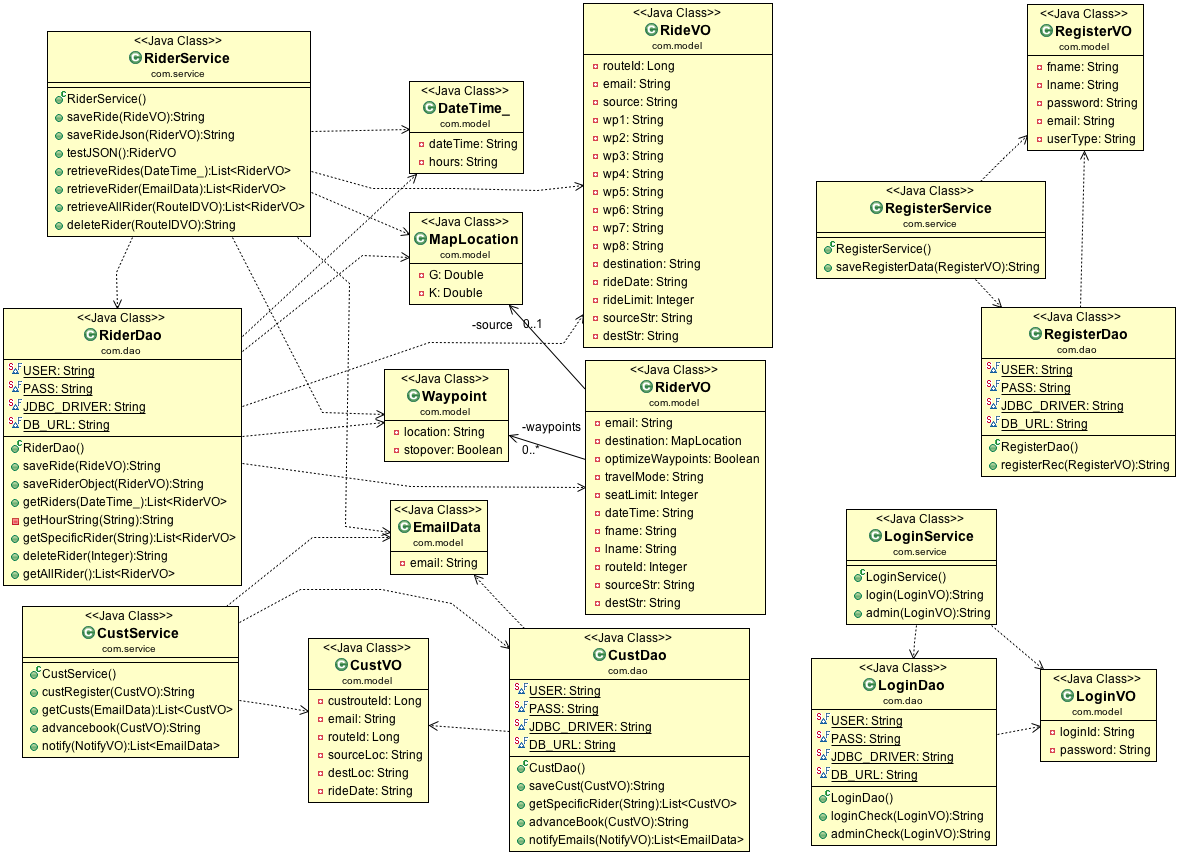 <<Java Class>>
RiderService
com.service
RiderService()
saveRide(RideVO):String
saveRideJson(RiderVO):String
testJSON():RiderVO
retrieveRides(DateTime_):List<RiderVO>
retrieveRider(EmailData):List<RiderVO>
retrieveAllRider(RouteIDVO):List<RiderVO>
deleteRider(RouteIDVO):String
<<Java Class>>
DateTime_
com.model
dateTime: String
hours: String
<<Java Class>>
MapLocation
com.model
G: Double
K: Double
<<Java Class>>
RideVO
com.model
routeId: Long
email: String
source: String
wp1: String
wp2: String
wp3: String
wp4: String
wp5: String
wp6: String
wp7: String
wp8: String
destination: String
rideDate: String
rideLimit: Integer
sourceStr: String
destStr: String
<<Java Class>>
RegisterVO
com.model
fname: String
lname: String
password: String
email: String
userType: String
<<Java Class>>
RegisterService
com.service
RegisterService()
saveRegisterData(RegisterVO):String
<<Java Class>>
RegisterDao
com.dao
USER: String
PASS: String
JDBC_DRIVER: String
DB_URL: String
RegisterDao()
registerRec(RegisterVO):String
<<Java Class>>
RiderDao
com.dao
USER: String
PASS: String
JDBC_DRIVER: String
DB_URL: String
RiderDao()
saveRide(RideVO):String
saveRiderObject(RiderVO):String
getRiders(DateTime_):List<RiderVO>
getHourString(String):String
getSpecificRider(String):List<RiderVO>
deleteRider(Integer):String
getAllRider():List<RiderVO>
-source 0..1
<<Java Class>>
Waypoint
com.model
location: String
stopover: Boolean
-waypoints
0..*
<<Java Class>>
RiderVO
com.model
email: String
destination: MapLocation
optimizeWaypoints: Boolean
travelMode: String
seatLimit: Integer
dateTime: String
fname: String
lname: String
routeId: Integer
sourceStr: String
destStr: String
<<Java Class>>
EmailData
com.model
email: String
<<Java Class>>
CustService
com.service
CustService()
custRegister(CustVO):String
getCusts(EmailData):List<CustVO>
advancebook(CustVO):String
notify(NotifyVO):List<EmailData>
<<Java Class>>
CustVO
com.model
custrouteId: Long
email: String
routeId: Long
sourceLoc: String
destLoc: String
rideDate: String
<<Java Class>>
CustDao
com.dao
USER: String
PASS: String
JDBC_DRIVER: String
DB_URL: String
CustDao()
saveCust(CustVO):String
getSpecificRider(String):List<CustVO>
advanceBook(CustVO):String
notifyEmails(NotifyVO):List<EmailData>
<<Java Class>>
LoginService
com.service
LoginService()
login(LoginVO):String
admin(LoginVO):String
<<Java Class>>
LoginDao
com.dao
USER: String
PASS: String
JDBC_DRIVER: String
DB_URL: String
LoginDao()
loginCheck(LoginVO):String
adminCheck(LoginVO):String
<<Java Class>>
LoginVO
com.model
loginId: String
password: String